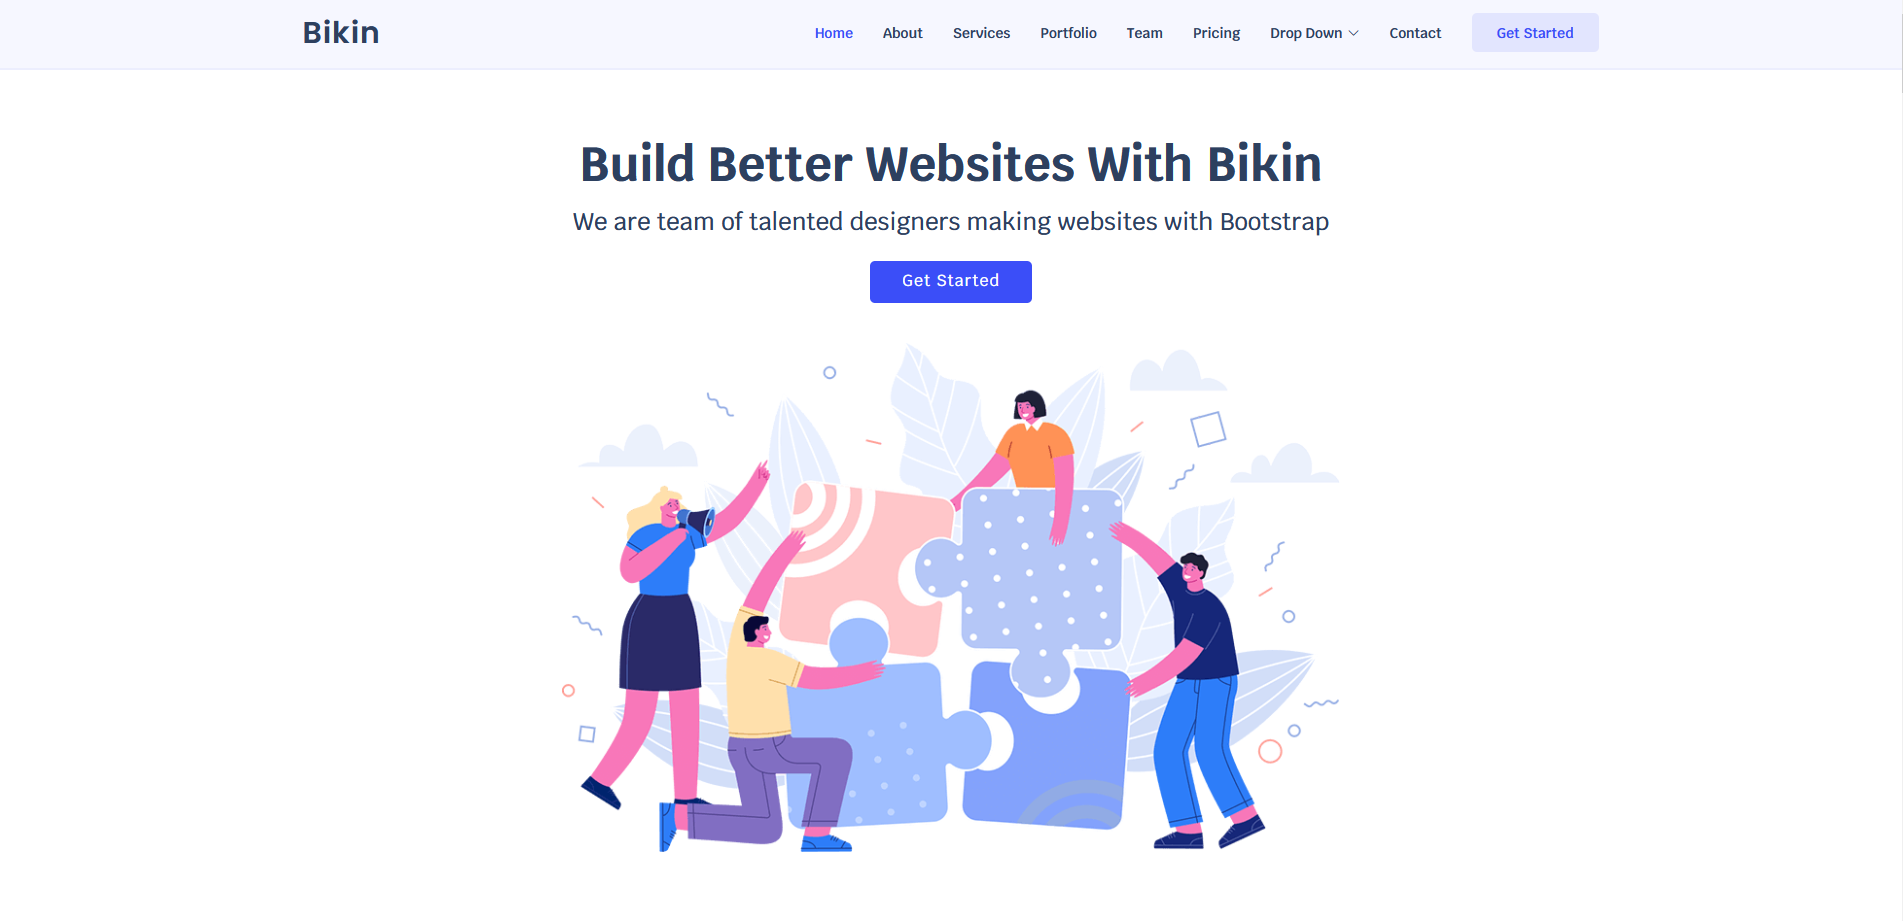 Bikin
Home About Services Portfolio Team Pricing Drop Down Contact Get Started
Build Better Websites With Bikin
We are team of talented designers making websites with Bootstrap
Get Started